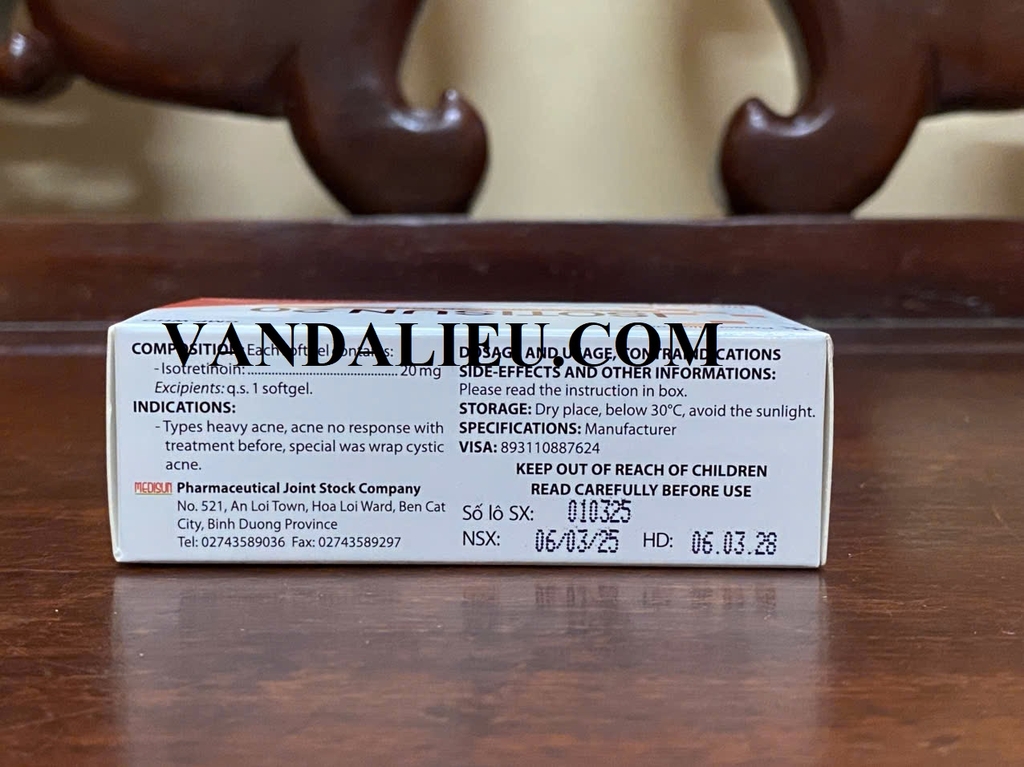 VANDALIEU.COM
COMPOSITION: Each softgel contains:
- Isotretinoin: 20 mg
Excipients: q.s. 1 softgel.
INDICATIONS:
- Types heavy acne, acne no response with
treatment before, special was wrap cystic
acne.
MEDISUN Pharmaceutical Joint Stock Company
No. 521, An Loi Town, Hoa Loi Ward, Ben Cat
City, Binh Duong Province
Tel: 02743589036 Fax: 02743589297
DOSAGE AND USAGE, CONTRAINDICATIONS
SIDE-EFFECTS AND OTHER INFORMATIONS:
Please read the instruction in box.
STORAGE: Dry place, below 30°C, avoid the sunlight.
SPECIFICATIONS: Manufacturer
VISA: 893110887624
KEEP OUT OF REACH OF CHILDREN
READ CAREFULLY BEFORE USE
Số lô SX: 010325
NSX: 06/03/25 HD: 06.03.28